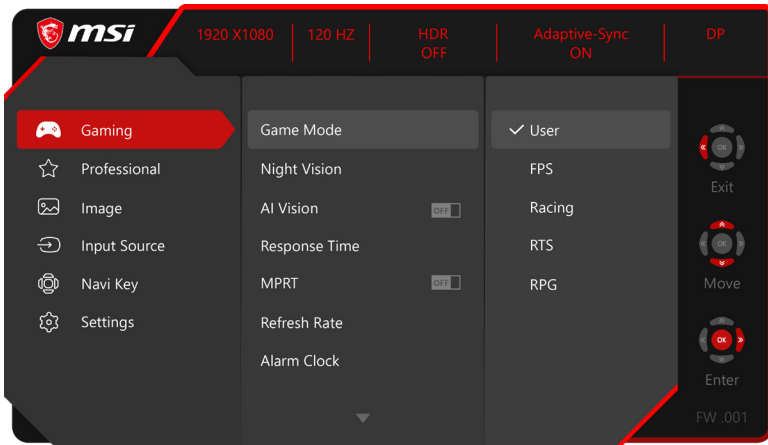 msi
1920 X1080
120 HZ
HDR
OFF
Adaptive-Sync
ON
DP
Gaming
Professional
Image
Input Source
Navi Key
Settings
Game Mode
Night Vision
AI Vision
OFF
Response Time
MPRT
OFF
Refresh Rate
Alarm Clock
User
FPS
Racing
RTS
RPG
OK
Exit
OK
Move
OK
Enter
FW .001